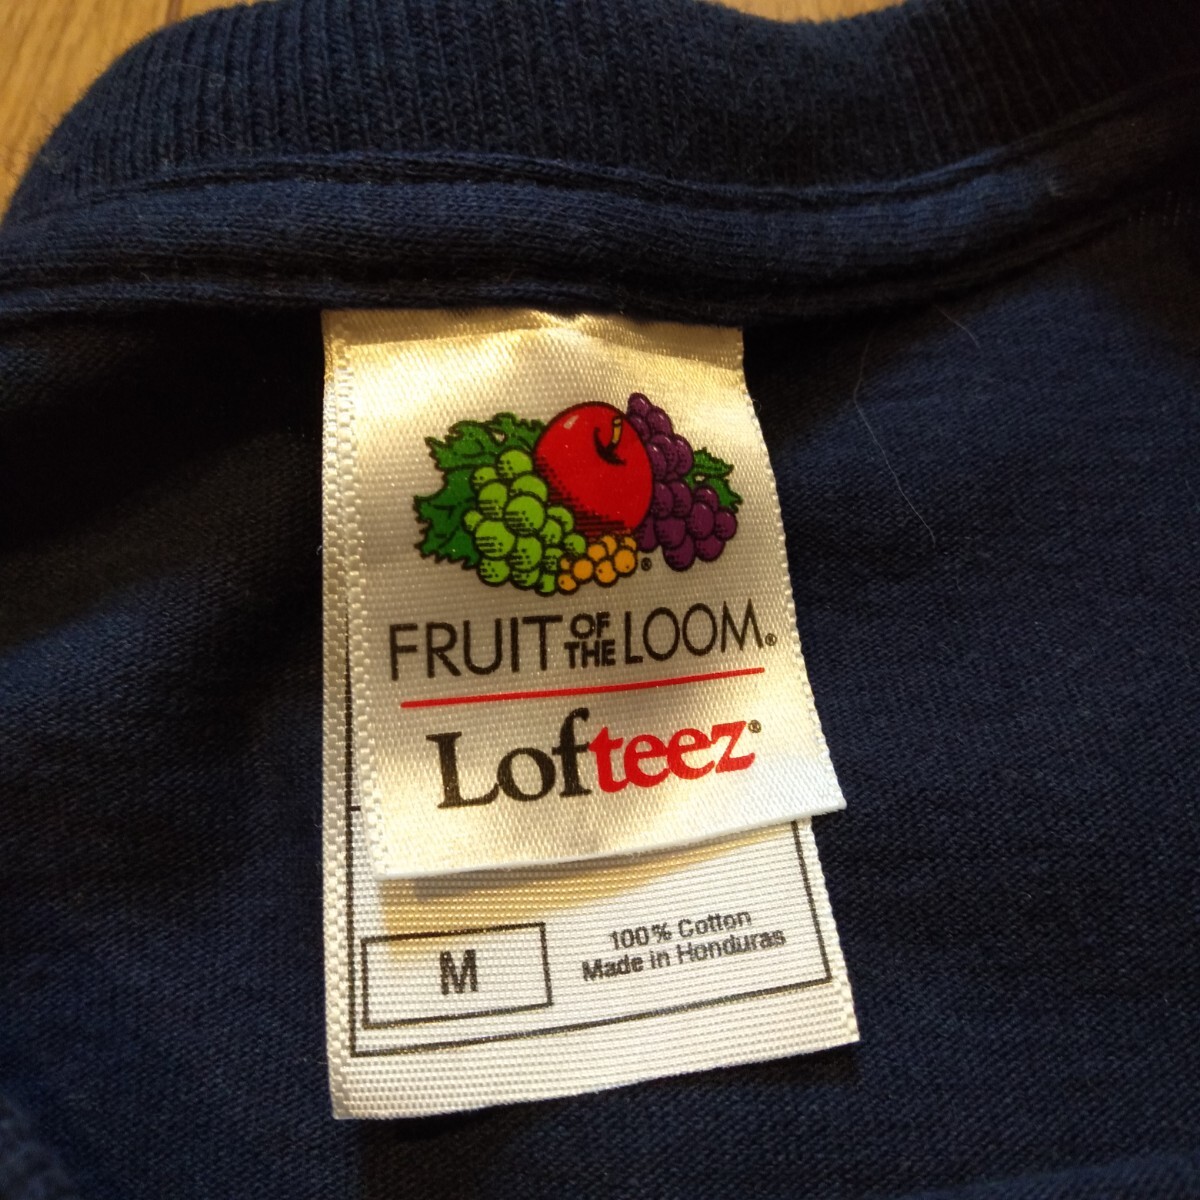 FRUIT OF THE LOOM®
Lofteez®
M
100% Cotton
Made in Honduras